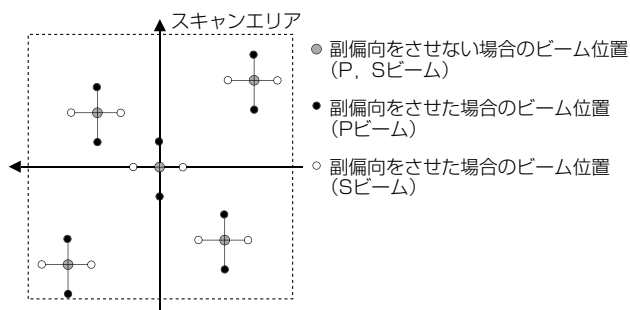 スキャンエリア
副偏向をさせない場合のビーム位置
（P，Sビーム）
副偏向をさせた場合のビーム位置
（Pビーム）
副偏向をさせた場合のビーム位置
（Sビーム）